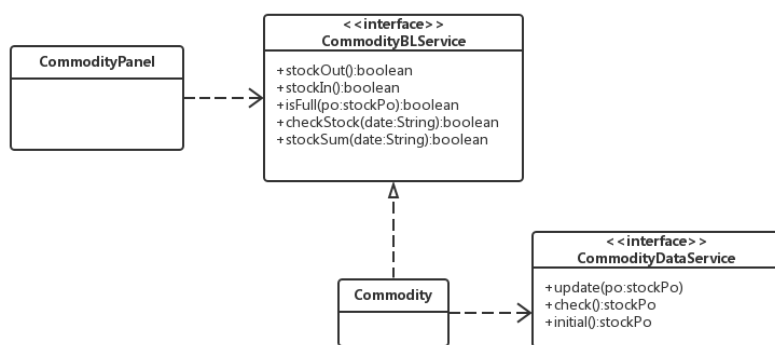 CommodityPanel
<<interface>>
CommodityBLService
+stockOut():boolean
+stockIn():boolean
+isFull(po:stockPo):boolean
+checkStock(date:String):boolean
+stockSum(date:String):boolean
Commodity
<<interface>>
CommodityDataService
+update(po:stockPo)
+check():stockPo
+initial():stockPo